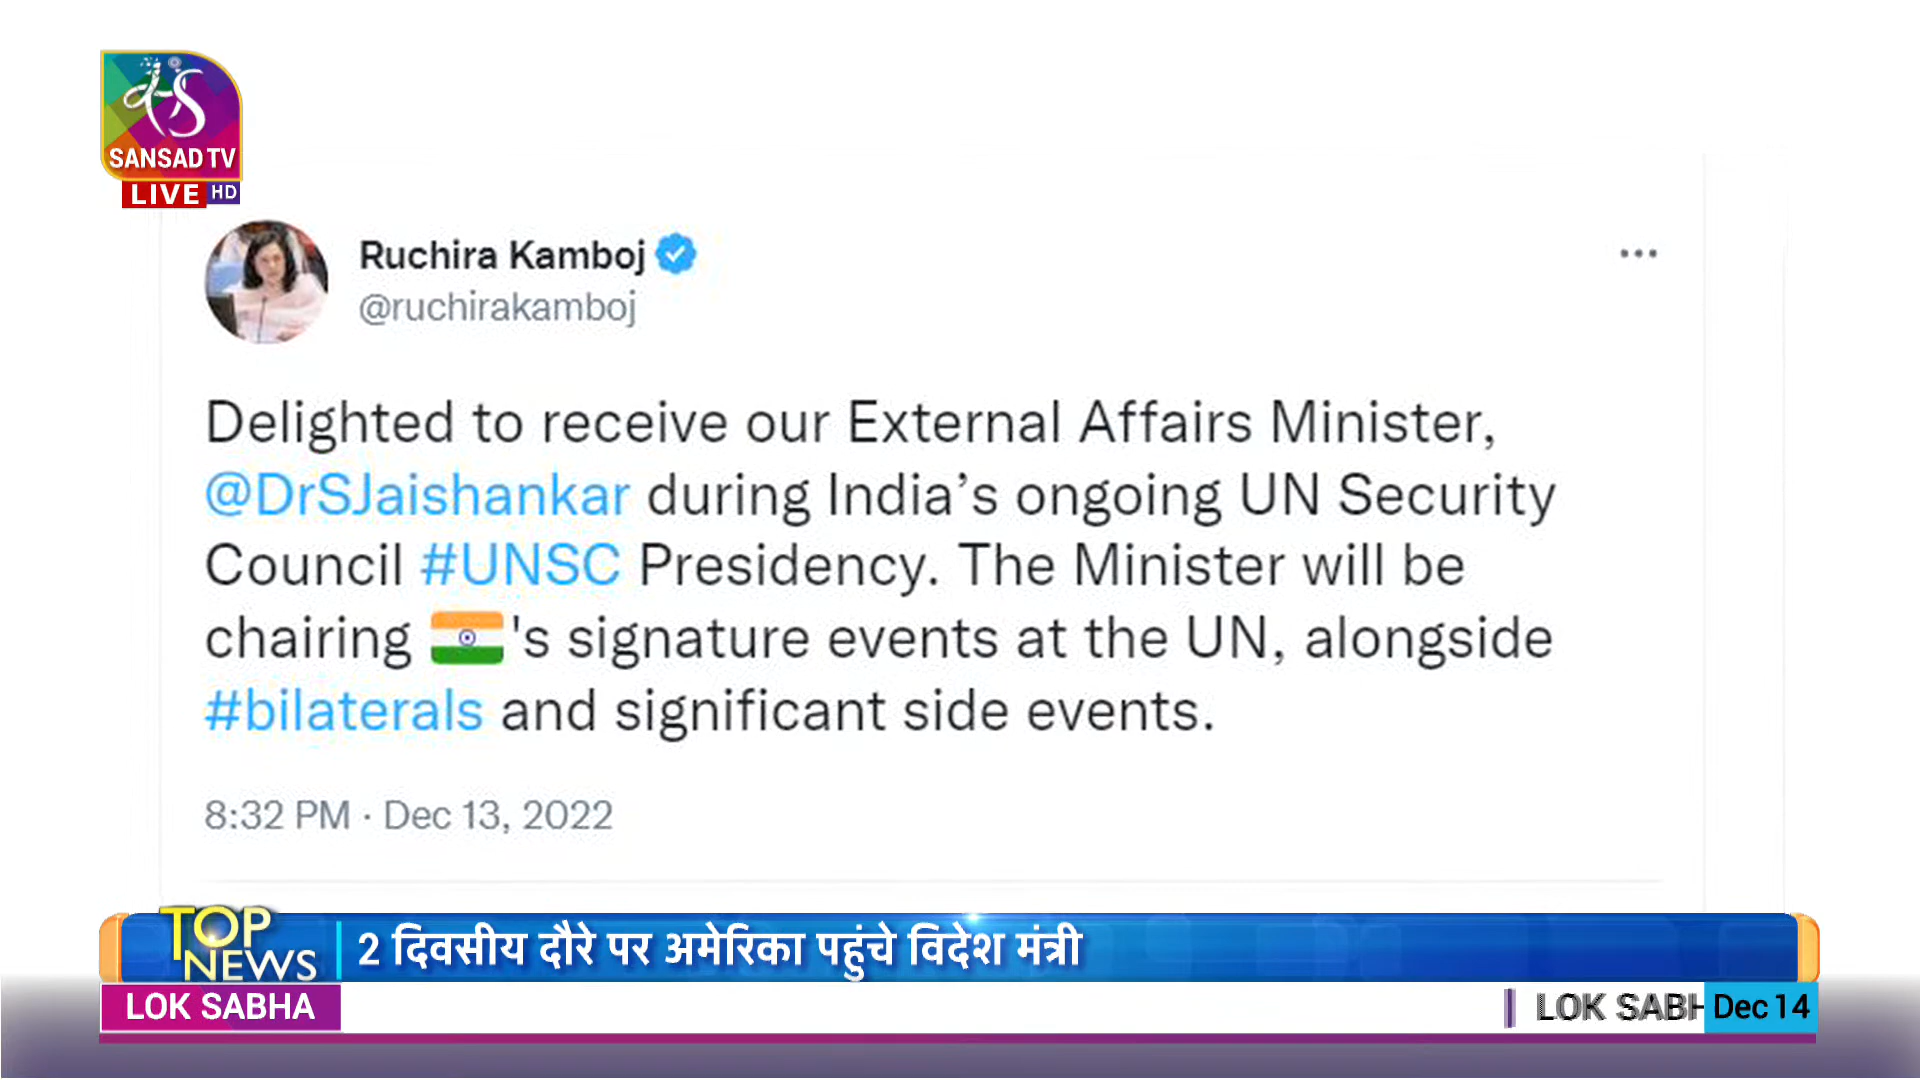 SANSAD TV
LIVE HD
Ruchira Kamboj
@ruchirakamboj
Delighted to receive our External Affairs Minister,
@DrSJaishankar during India’s ongoing UN Security
Council #UNSC Presidency. The Minister will be
chairing 🇮🇳's signature events at the UN, alongside
#bilaterals and significant side events.
8:32 PM · Dec 13, 2022
TOP NEWS
2 दिवसीय दौरे पर अमेरिका पहुंचे विदेश मंत्री
LOK SABHA
| LOK SABH Dec 14